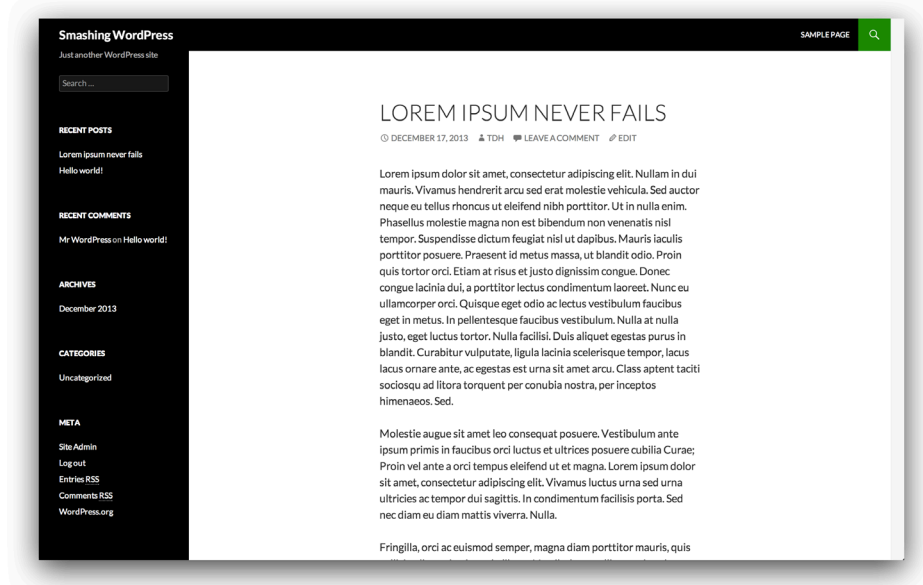 Smashing WordPress
SAMPLE PAGE
Just another WordPress site
Search ...
RECENT POSTS
Lorem ipsum never fails
Hello world!
RECENT COMMENTS
Mr WordPress on Hello world!
ARCHIVES
December 2013
CATEGORIES
Uncategorized
META
Site Admin
Log out
Entries RSS
Comments RSS
WordPress.org
LOREM IPSUM NEVER FAILS
DECEMBER 17, 2013 TDH LEAVE A COMMENT EDIT
Lorem ipsum dolor sit amet, consectetur adipiscing elit. Nullam in dui
mauris. Vivamus hendrerit arcu sed erat molestie vehicula. Sed auctor
neque eu tellus rhoncus ut eleifend nibh porttitor. Ut in nulla enim.
Phasellus molestie magna non est bibendum non venenatis nisl
tempor. Suspendisse dictum feugiat nisl ut dapibus. Mauris iaculis
porttitor posuere. Praesent id metus massa, ut blandit odio. Proin
quis tortor orci. Etiam at risus et justo dignissim congue. Donec
congue lacinia dui, a porttitor lectus condimentum laoreet. Nunc eu
ullamcorper orci. Quisque eget odio ac lectus vestibulum faucibus
eget in metus. In pellentesque faucibus vestibulum. Nulla at nulla
justo, eget luctus tortor. Nulla facilisi. Duis aliquet egestas purus in
blandit. Curabitur vulputate, ligula lacinia scelerisque tempor, lacus
lacus ornare ante, ac egestas est urna sit amet arcu. Class aptent taciti
sociosqu ad litora torquent per conubia nostra, per inceptos
himenaeos. Sed.
Molestie augue sit amet leo consequat posuere. Vestibulum ante
ipsum primis in faucibus orci luctus et ultrices posuere cubilia Curae;
Proin vel ante a orci tempus eleifend ut et magna. Lorem ipsum dolor
sit amet, consectetur adipiscing elit. Vivamus luctus urna sed urna
ultricies ac tempor dui sagittis. In condimentum facilisis porta. Sed
nec diam eu diam mattis viverra. Nulla.
Fringilla, orci ac euismod semper, magna diam porttitor mauris, quis